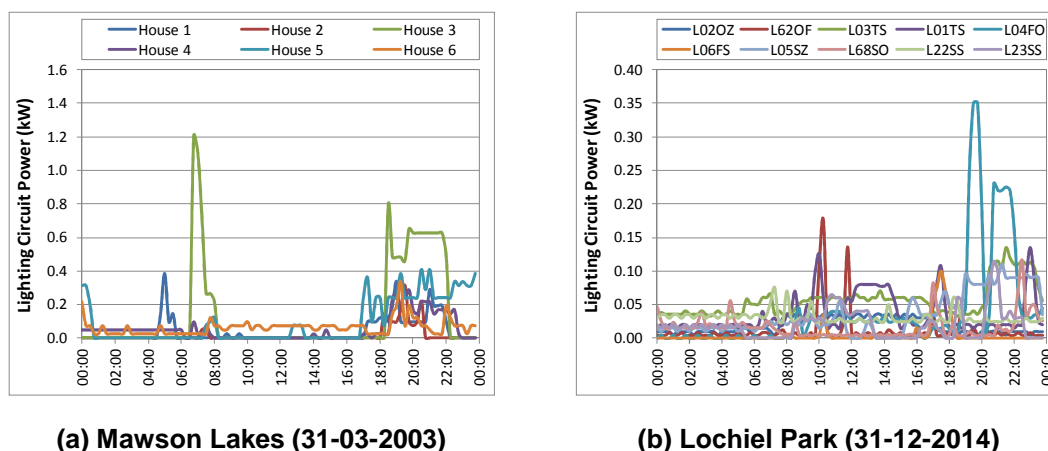 House 1 House 2 House 3
House 4 House 5 House 6
Lighting Circuit Power (kW)
1.6
1.4
1.2
1.0
0.8
0.6
0.4
0.2
0.0
00:00 02:00 04:00 06:00 08:00 10:00 12:00 14:00 16:00 18:00 20:00 22:00 00:00
(a) Mawson Lakes (31-03-2003)
L02OZ L62OF L03TS L01TS L04FO
L06FS L05SZ L68SO L22SS L23SS
Lighting Circuit Power (kW)
0.40
0.35
0.30
0.25
0.20
0.15
0.10
0.05
0.00
00:00 02:00 04:00 06:00 08:00 10:00 12:00 14:00 16:00 18:00 20:00 22:00 00:00
(b) Lochiel Park (31-12-2014)